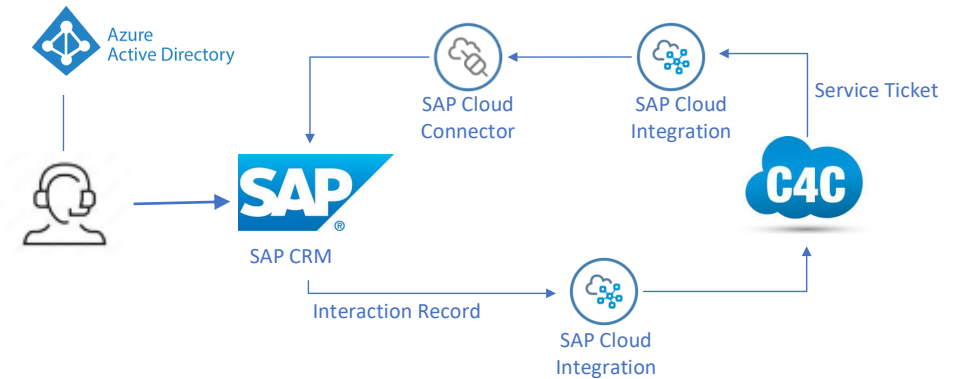 Azure
Active Directory
SAP Cloud
Connector
SAP Cloud
Integration
Service Ticket
SAP
®
SAP CRM
C4C
Interaction Record
SAP Cloud
Integration